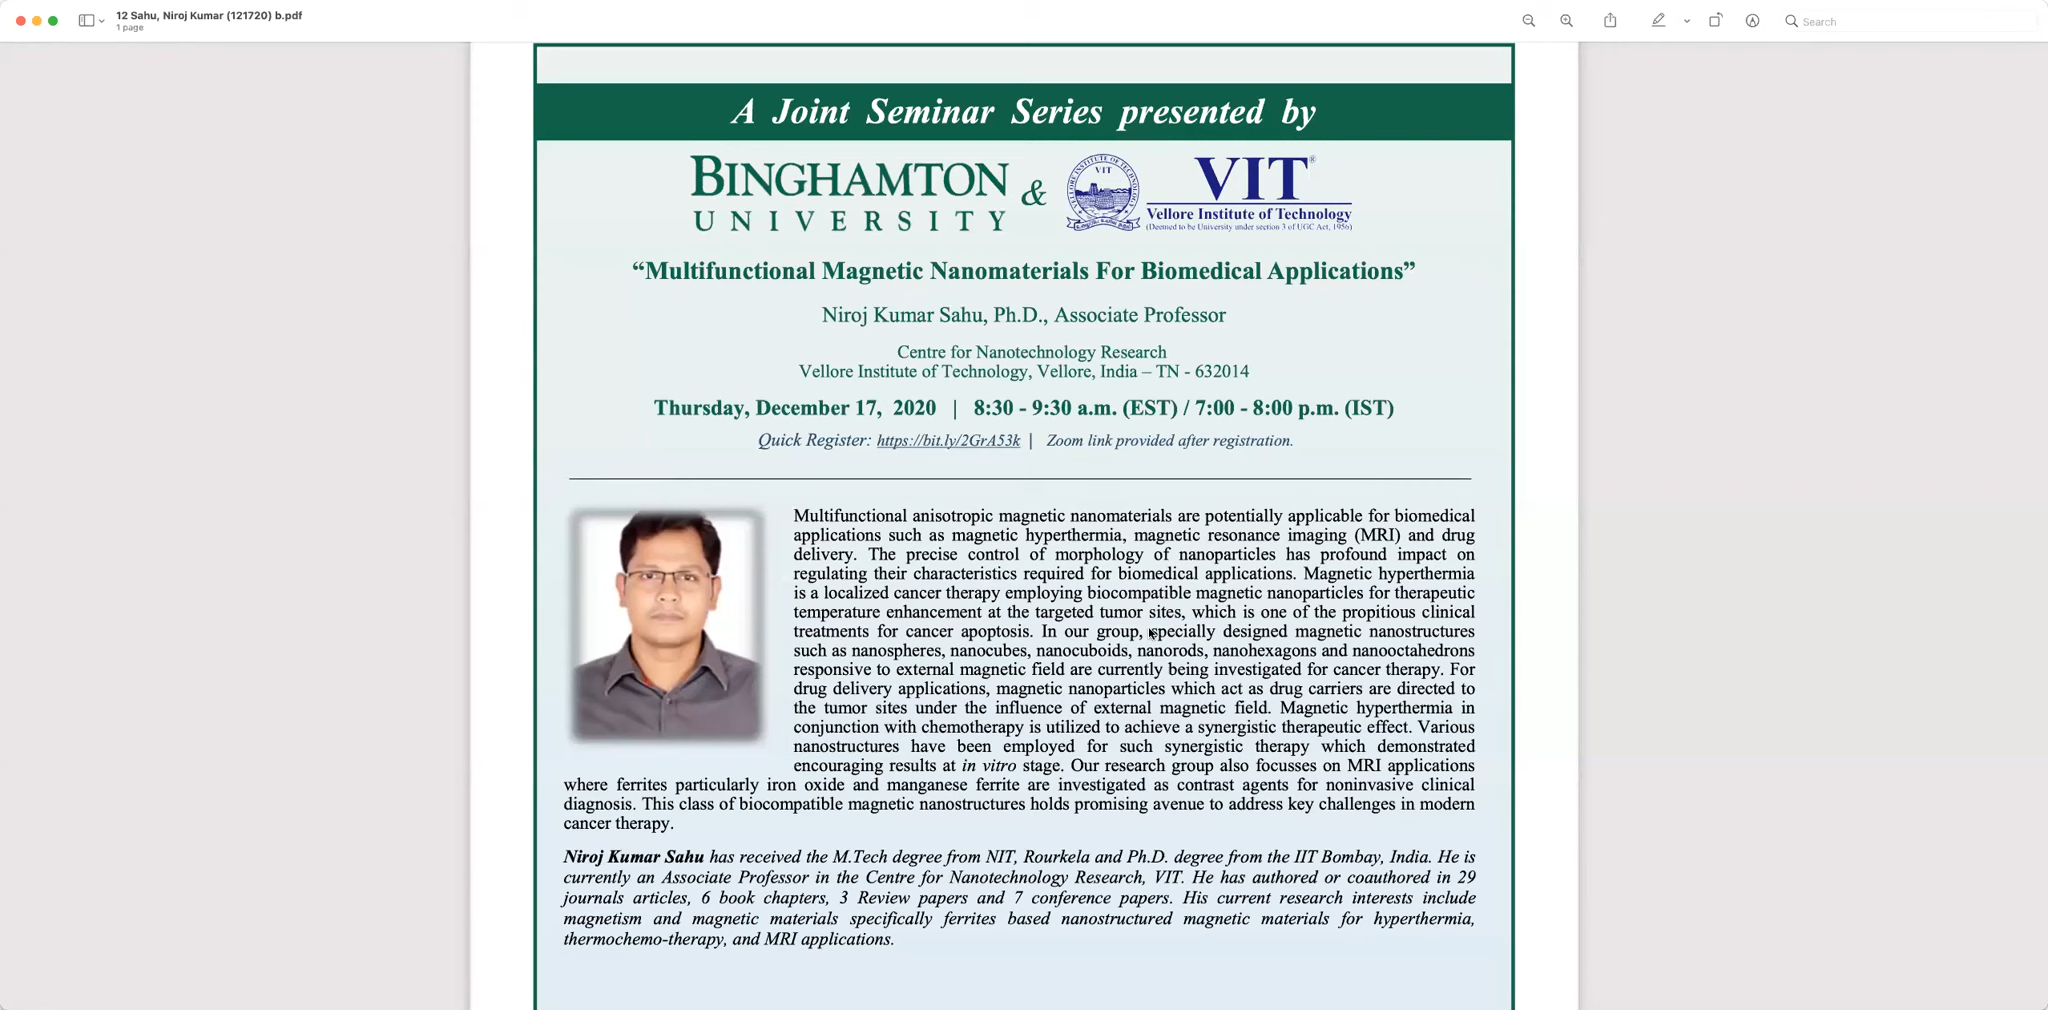 12 Sahu, Niroj Kumar (121720) b.pdf
1 page
Search
A Joint Seminar Series presented by
BINGHAMTON
UNIVERSITY
&
VELLORE INSTITUTE OF TECHNOLOGY
VIT
VIT®
Vellore Institute of Technology
(Deemed to be University under section 3 of UGC Act, 1956)
“Multifunctional Magnetic Nanomaterials For Biomedical Applications”
Niroj Kumar Sahu, Ph.D., Associate Professor
Centre for Nanotechnology Research
Vellore Institute of Technology, Vellore, India – TN - 632014
Thursday, December 17, 2020 | 8:30 - 9:30 a.m. (EST) / 7:00 - 8:00 p.m. (IST)
Quick Register: https://bit.ly/2GrA53k | Zoom link provided after registration.
Multifunctional anisotropic magnetic nanomaterials are potentially applicable for biomedical
applications such as magnetic hyperthermia, magnetic resonance imaging (MRI) and drug
delivery. The precise control of morphology of nanoparticles has profound impact on
regulating their characteristics required for biomedical applications. Magnetic hyperthermia
is a localized cancer therapy employing biocompatible magnetic nanoparticles for therapeutic
temperature enhancement at the targeted tumor sites, which is one of the propitious clinical
treatments for cancer apoptosis. In our group, specially designed magnetic nanostructures
such as nanospheres, nanocubes, nanocuboids, nanorods, nanohexagons and nanooctahedrons
responsive to external magnetic field are currently being investigated for cancer therapy. For
drug delivery applications, magnetic nanoparticles which act as drug carriers are directed to
the tumor sites under the influence of external magnetic field. Magnetic hyperthermia in
conjunction with chemotherapy is utilized to achieve a synergistic therapeutic effect. Various
nanostructures have been employed for such synergistic therapy which demonstrated
encouraging results at in vitro stage. Our research group also focusses on MRI applications
where ferrites particularly iron oxide and manganese ferrite are investigated as contrast agents for noninvasive clinical
diagnosis. This class of biocompatible magnetic nanostructures holds promising avenue to address key challenges in modern
cancer therapy.
Niroj Kumar Sahu has received the M.Tech degree from NIT, Rourkela and Ph.D. degree from the IIT Bombay, India. He is
currently an Associate Professor in the Centre for Nanotechnology Research, VIT. He has authored or coauthored in 29
journals articles, 6 book chapters, 3 Review papers and 7 conference papers. His current research interests include
magnetism and magnetic materials specifically ferrites based nanostructured magnetic materials for hyperthermia,
thermochemo-therapy, and MRI applications.